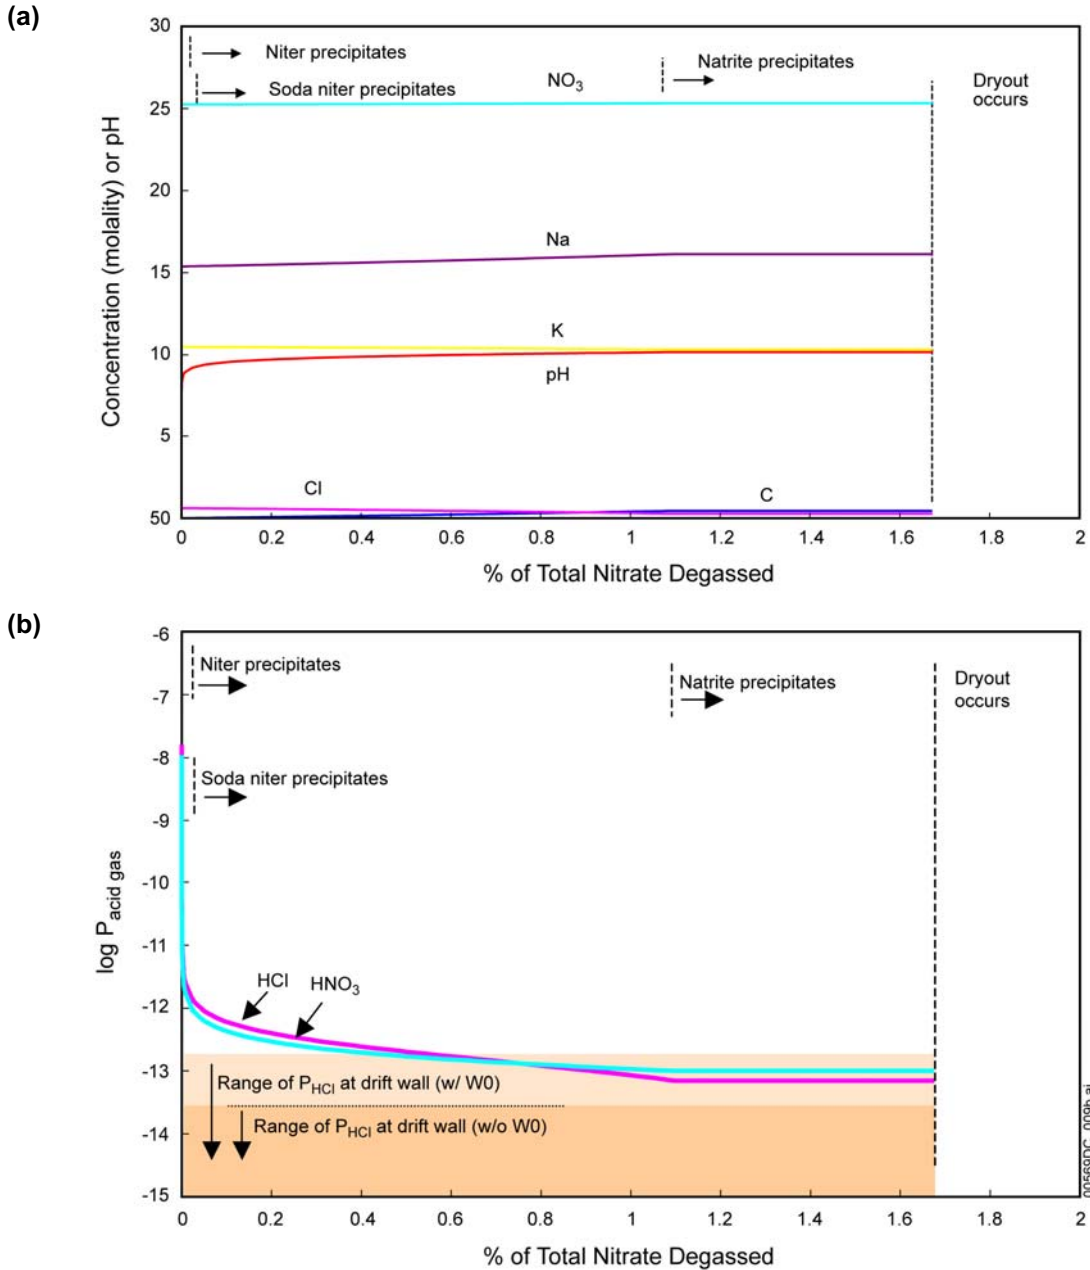 (a)
30
25
20
15
10
5
50
Concentration (molality) or pH
Niter precipitates
Soda niter precipitates
NO3
Natrite precipitates
Dryout
occurs
Na
K
pH
Cl
C
0 0.2 0.4 0.6 0.8 1 1.2 1.4 1.6 1.8 2
% of Total Nitrate Degassed
(b)
-6
-7
-8
-9
-10
-11
-12
-13
-14
-15
log Pacid gas
Niter precipitates
Natrite precipitates
Dryout
occurs
Soda niter precipitates
HCl
HNO3
Range of PHCl at drift wall (w/ W0)
Range of PHCl at drift wall (w/o W0)
00569DC_009b.ai
0 0.2 0.4 0.6 0.8 1 1.2 1.4 1.6 1.8 2
% of Total Nitrate Degassed